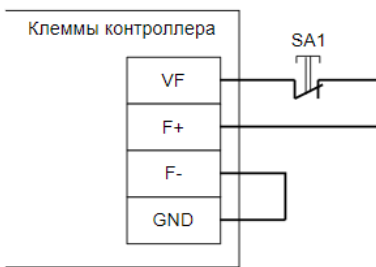 Клеммы контроллера
SA1
VF
F+
F-
GND